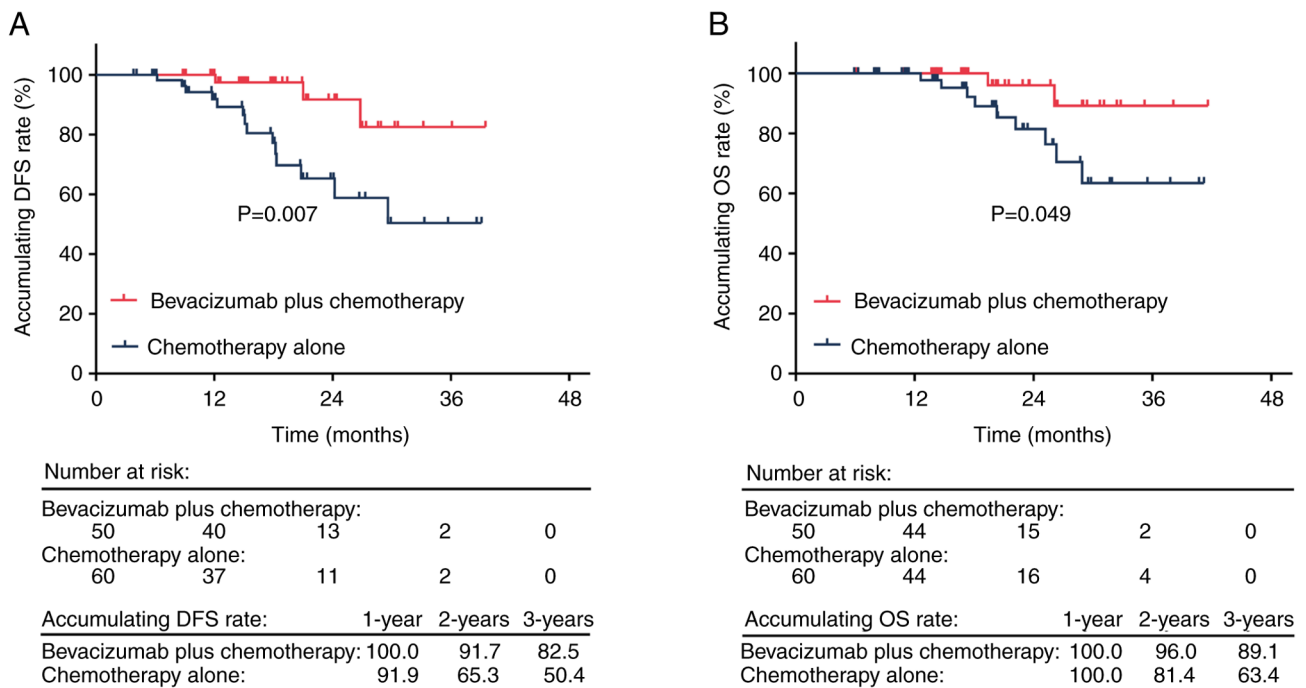 A
Accumulating DFS rate (%)
100
80
60
40
20
0
P=0.007
Bevacizumab plus chemotherapy
Chemotherapy alone
0 12 24 36 48
Time (months)
Number at risk:
Bevacizumab plus chemotherapy:
50 40 13 2 0
Chemotherapy alone:
60 37 11 2 0
Accumulating DFS rate: 1-year 2-years 3-years
Bevacizumab plus chemotherapy: 100.0 91.7 82.5
Chemotherapy alone: 91.9 65.3 50.4
B
Accumulating OS rate (%)
100
80
60
40
20
0
P=0.049
Bevacizumab plus chemotherapy
Chemotherapy alone
0 12 24 36 48
Time (months)
Number at risk:
Bevacizumab plus chemotherapy:
50 44 15 2 0
Chemotherapy alone:
60 44 16 4 0
Accumulating OS rate: 1-year 2-years 3-years
Bevacizumab plus chemotherapy: 100.0 96.0 89.1
Chemotherapy alone: 100.0 81.4 63.4